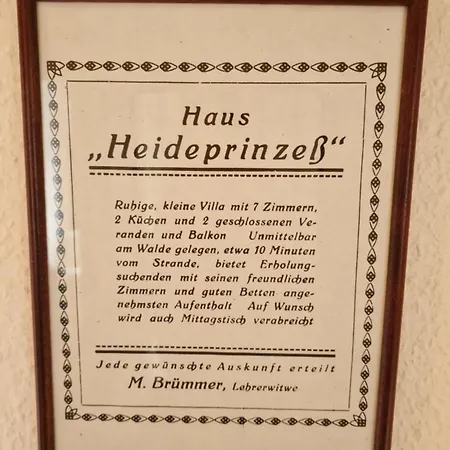 Haus
„Heideprinzeß“
Ruhige, kleine Villa mit 7 Zimmern,
2 Küchen und 2 geschlossenen Ve-
randen und Balkon Unmittelbar
am Walde gelegen, etwa 10 Minuten
vom Strande, bietet Erholung-
suchenden mit seinen freundlichen
Zimmern und guten Betten ange-
nehmsten Aufenthalt Auf Wunsch
wird auch Mittagstisch verabreicht
Jede gewünschte Auskunft erteilt
M. Brümmer, Lehrerwitwe